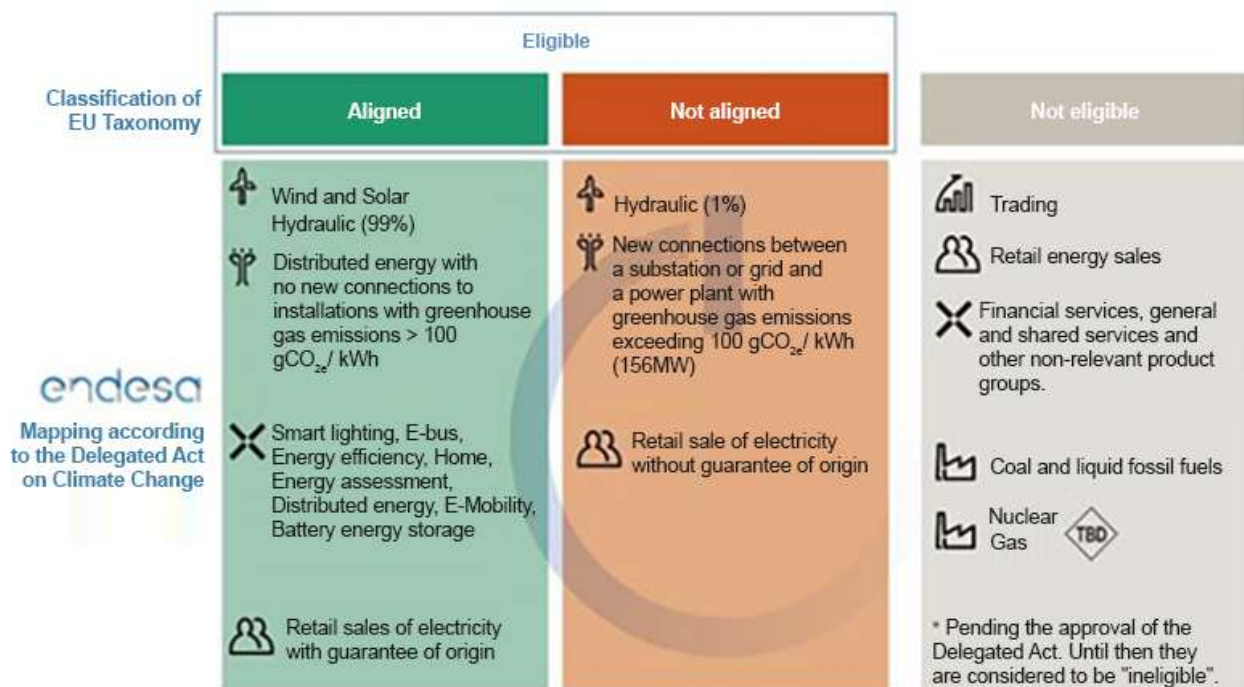 Eligible
Classification of
EU Taxonomy
Aligned
Not aligned
Not eligible
endesa
Mapping according
to the Delegated Act
on Climate Change
Wind and Solar
Hydraulic (99%)
Distributed energy with
no new connections to
installations with greenhouse
gas emissions > 100
gCO₂ₑ/ kWh
Smart lighting, E-bus,
Energy efficiency, Home,
Energy assessment,
Distributed energy, E-Mobility,
Battery energy storage
Retail sales of electricity
with guarantee of origin
Hydraulic (1%)
New connections between
a substation or grid and
a power plant with
greenhouse gas emissions
exceeding 100 gCO₂ₑ/ kWh
(156MW)
Retail sale of electricity
without guarantee of origin
Trading
Retail energy sales
Financial services, general
and shared services and
other non-relevant product
groups.
Coal and liquid fossil fuels
Nuclear
Gas
TBD
* Pending the approval of the
Delegated Act. Until then they
are considered to be "ineligible".